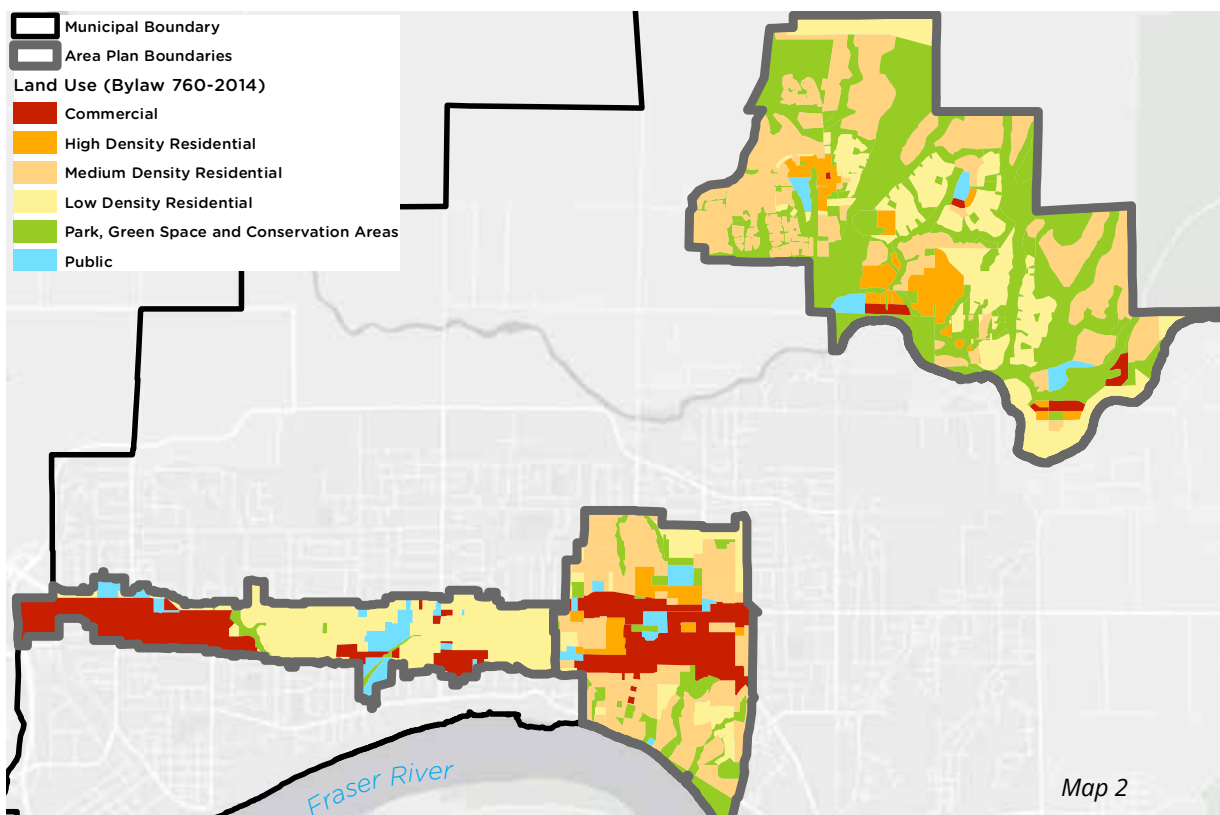 Municipal Boundary
Area Plan Boundaries
Land Use (Bylaw 760-2014)
Commercial
High Density Residential
Medium Density Residential
Low Density Residential
Park, Green Space and Conservation Areas
Public
Fraser River
Map 2